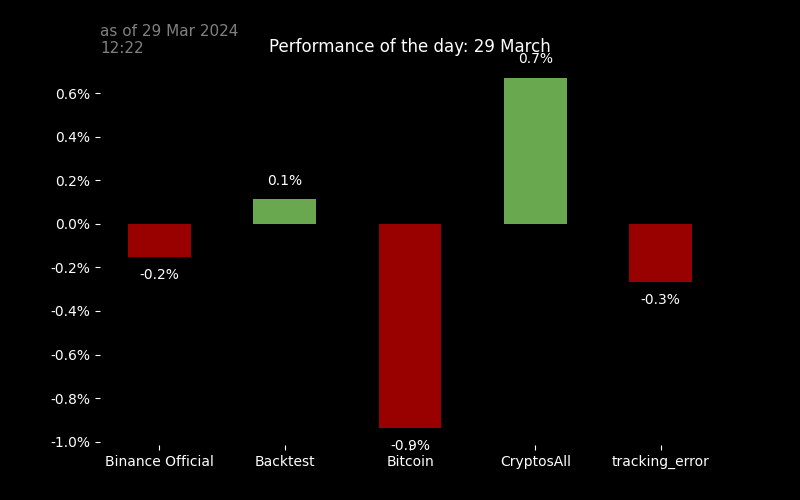 as of 29 Mar 2024
12:22
Performance of the day: 29 March
0.7%
0.6%
0.4%
0.2%
0.1%
0.0%
-0.2%
-0.2%
-0.3%
-0.4%
-0.6%
-0.8%
-1.0%
-0.9%
Binance Official
Backtest
Bitcoin
CryptosAll
tracking_error